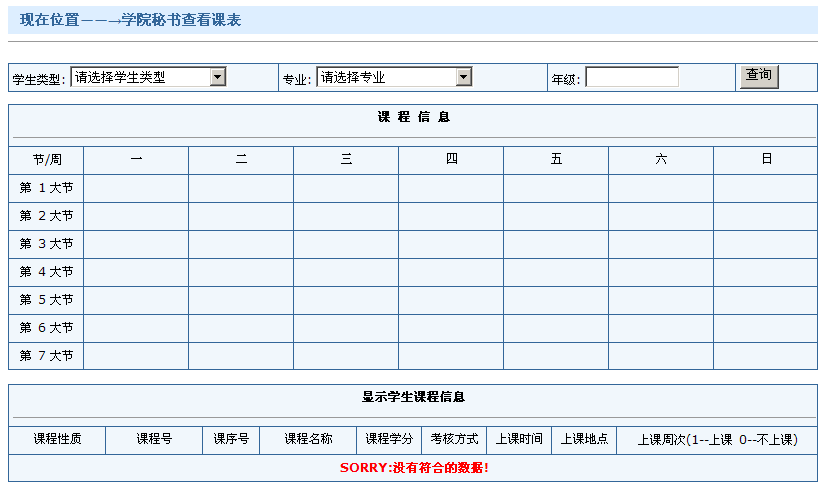 现在位置－－→学院秘书查看课表
学生类型: 请选择学生类型 专业: 请选择专业 年级: 查询
课 程 信 息
节/周 一 二 三 四 五 六 日
第 1 大节
第 2 大节
第 3 大节
第 4 大节
第 5 大节
第 6 大节
第 7 大节
显示学生课程信息
课程性质 课程号 课序号 课程名称 课程学分 考核方式 上课时间 上课地点 上课周次(1--上课 0--不上课)
SORRY:没有符合的数据!